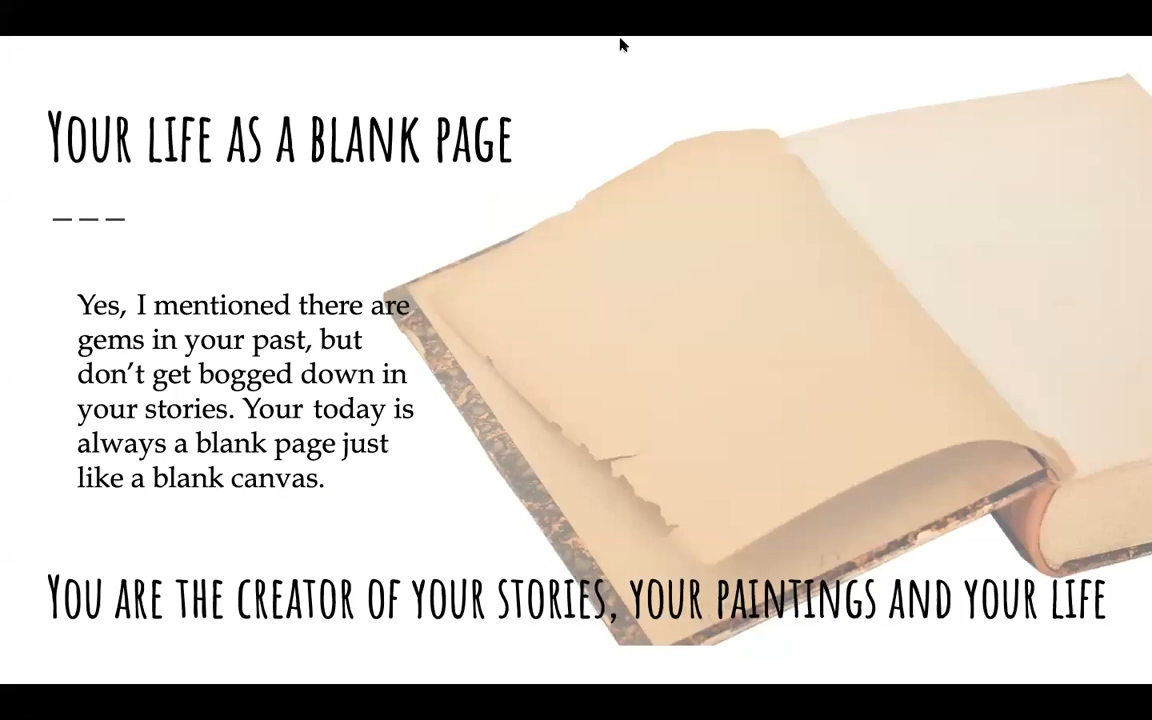 Your life as a blank page
Yes, I mentioned there are
gems in your past, but
don’t get bogged down in
your stories. Your today is
always a blank page just
like a blank canvas.
You are the creator of your stories, your paintings and your life